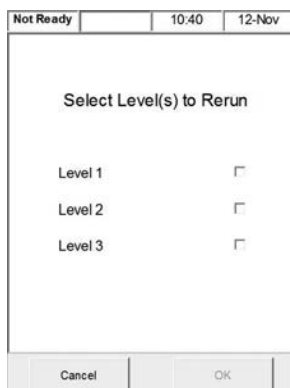 Not Ready 10:40 12-Nov
Select Level(s) to Rerun
Level 1
Level 2
Level 3
Cancel OK